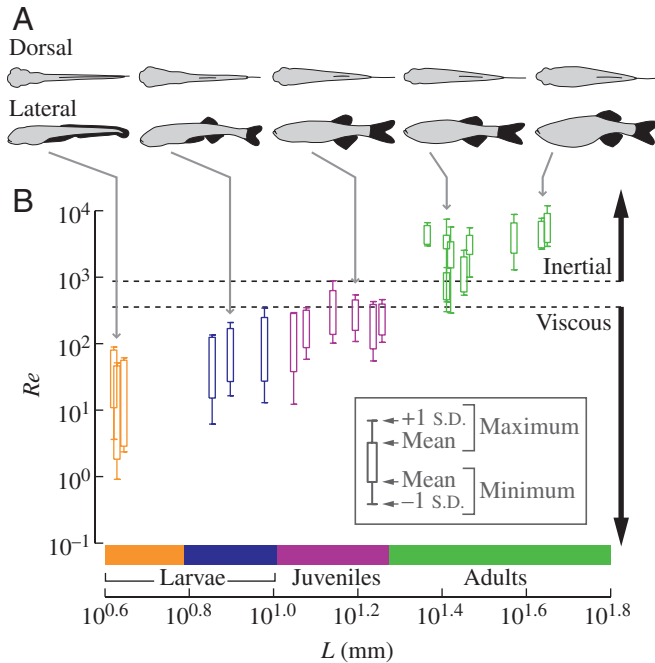 A
Dorsal
Lateral
B
10^4
10^3
10^2
10^1
10^0
10^-1
Re
Inertial
Viscous
+1 S.D.
Mean
Maximum
Mean
−1 S.D.
Minimum
Larvae
Juveniles
Adults
10^0.6
10^0.8
10^1.0
10^1.2
10^1.4
10^1.6
10^1.8
L (mm)